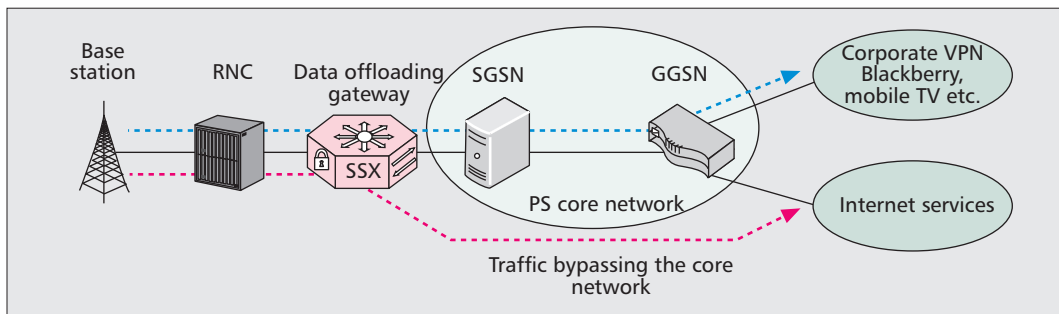 Base
station
RNC
Data offloading
gateway
SSX
SGSN
GGSN
PS core network
Corporate VPN
Blackberry,
mobile TV etc.
Internet services
Traffic bypassing the core
network